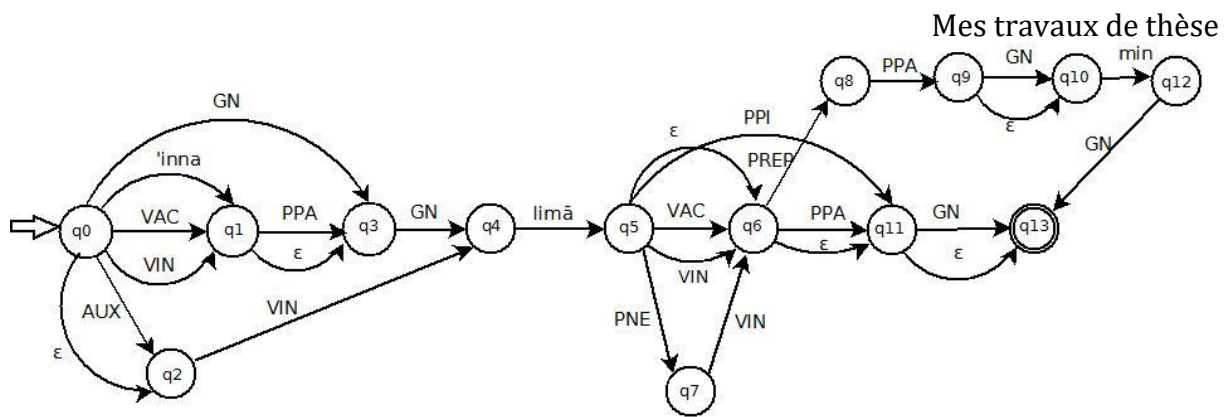 Mes travaux de thèse
GN
'inna
VAC
VIN
AUX
ε
PPA
ε
GN
VIN
limā
ε
PPI
PREP
VAC
VIN
PNE
VIN
PPA
ε
GN
ε
PPA
GN
ε
min
GN
q0
q1
q2
q3
q4
q5
q6
q7
q8
q9
q10
q11
q12
q13